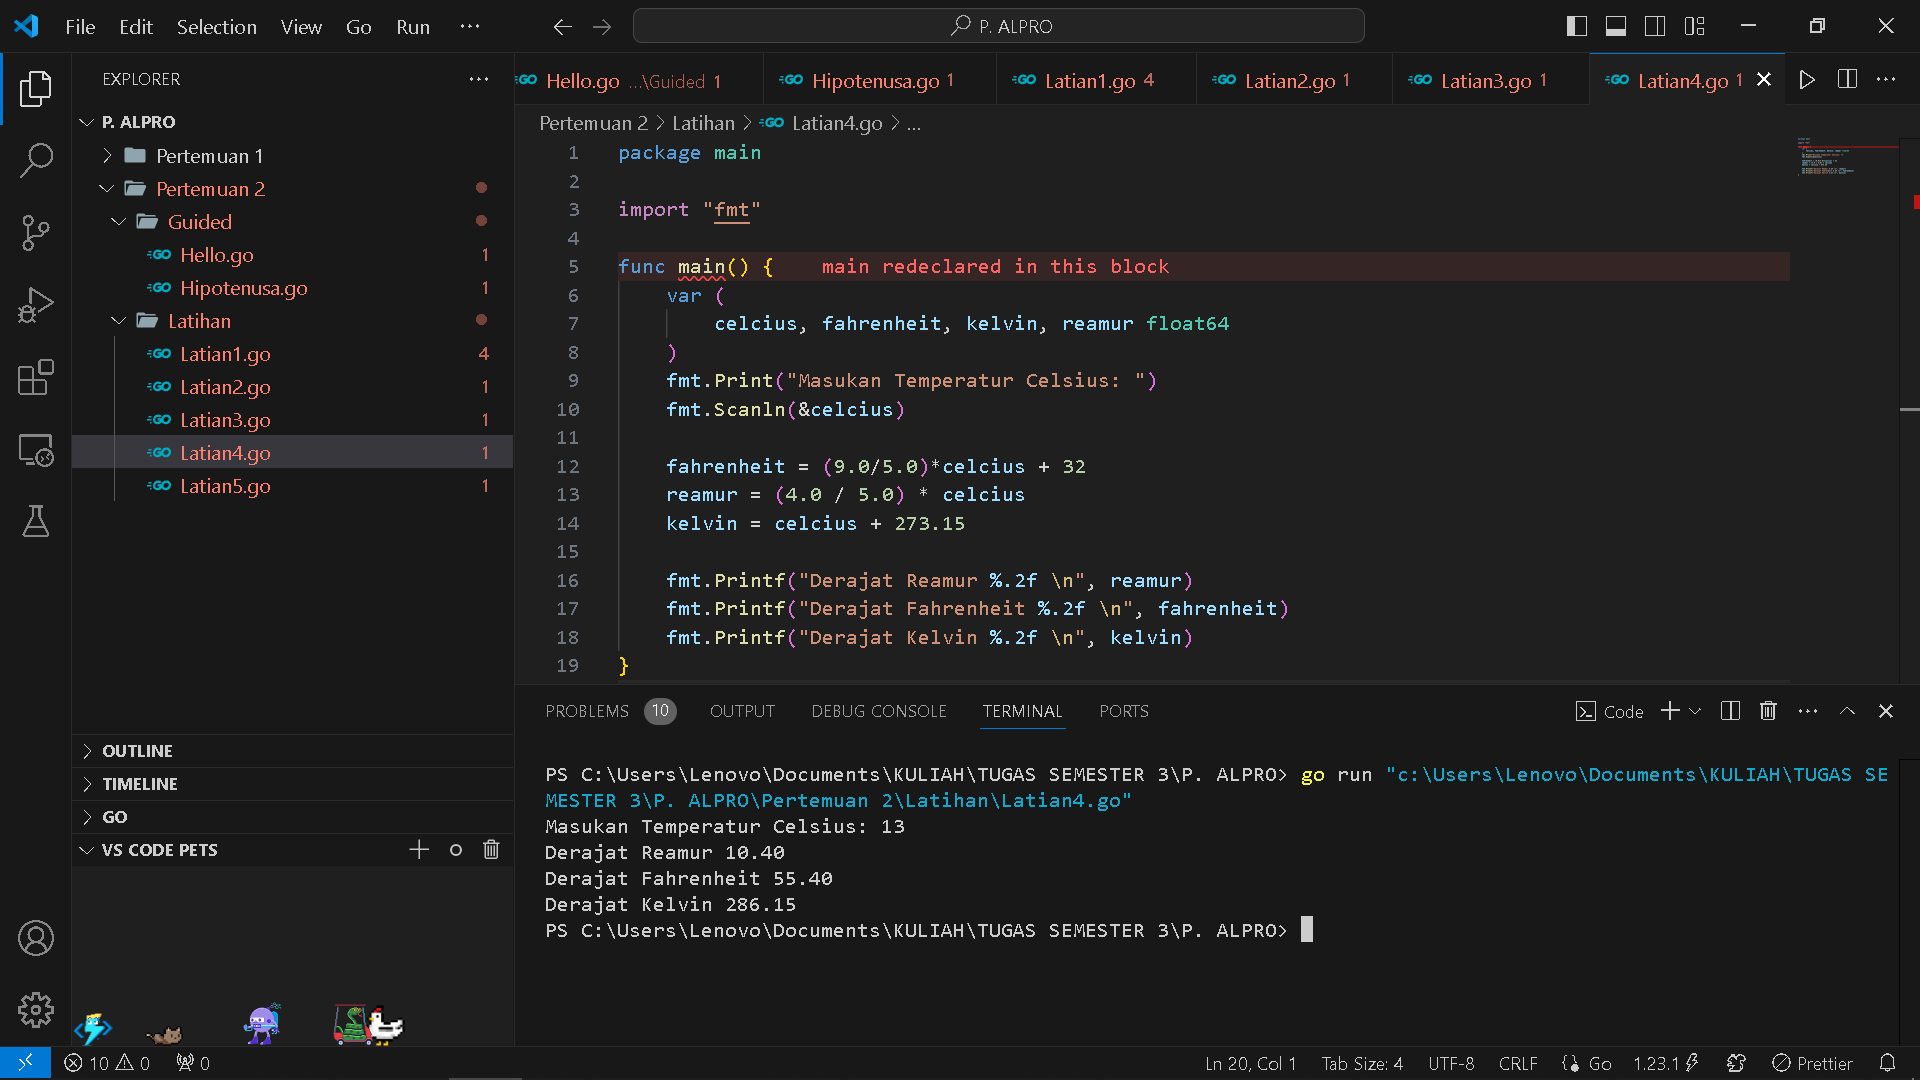 File Edit Selection View Go Run ···
P. ALPRO
EXPLORER
P. ALPRO
Pertemuan 1
Pertemuan 2
Guided
Hello.go 1
Hipotenusa.go 1
Latihan
Latian1.go 4
Latian2.go 1
Latian3.go 1
Latian4.go 1
Latian5.go 1
OUTLINE
TIMELINE
GO
VS CODE PETS
GO Hello.go ...\Guided 1
GO Hipotenusa.go 1
GO Latian1.go 4
GO Latian2.go 1
GO Latian3.go 1
GO Latian4.go 1
Pertemuan 2 > Latihan > GO Latian4.go > ...
1 package main
2
3 import "fmt"
4
5 func main() { main redeclared in this block
6 var (
7 celcius, fahrenheit, kelvin, reamur float64
8 )
9 fmt.Print("Masukan Temperatur Celsius: ")
10 fmt.Scanln(&celcius)
11
12 fahrenheit = (9.0/5.0)*celcius + 32
13 reamur = (4.0 / 5.0) * celcius
14 kelvin = celcius + 273.15
15
16 fmt.Printf("Derajat Reamur %.2f \n", reamur)
17 fmt.Printf("Derajat Fahrenheit %.2f \n", fahrenheit)
18 fmt.Printf("Derajat Kelvin %.2f \n", kelvin)
19 }
PROBLEMS 10 OUTPUT DEBUG CONSOLE TERMINAL PORTS Code
PS C:\Users\Lenovo\Documents\KULIAH\TUGAS SEMESTER 3\P. ALPRO> go run "c:\Users\Lenovo\Documents\KULIAH\TUGAS SE
MESTER 3\P. ALPRO\Pertemuan 2\Latihan\Latian4.go"
Masukan Temperatur Celsius: 13
Derajat Reamur 10.40
Derajat Fahrenheit 55.40
Derajat Kelvin 286.15
PS C:\Users\Lenovo\Documents\KULIAH\TUGAS SEMESTER 3\P. ALPRO>
10 0 0 Ln 20, Col 1 Tab Size: 4 UTF-8 CRLF Go 1.23.1 Prettier